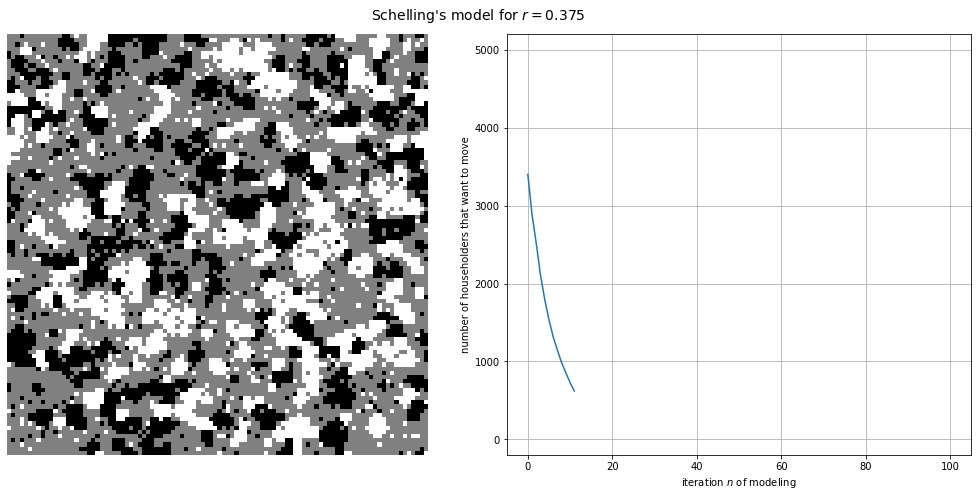 Schelling's model for r = 0.375
5000
4000
3000
2000
1000
0
number of householders that want to move
0 20 40 60 80 100
iteration n of modeling